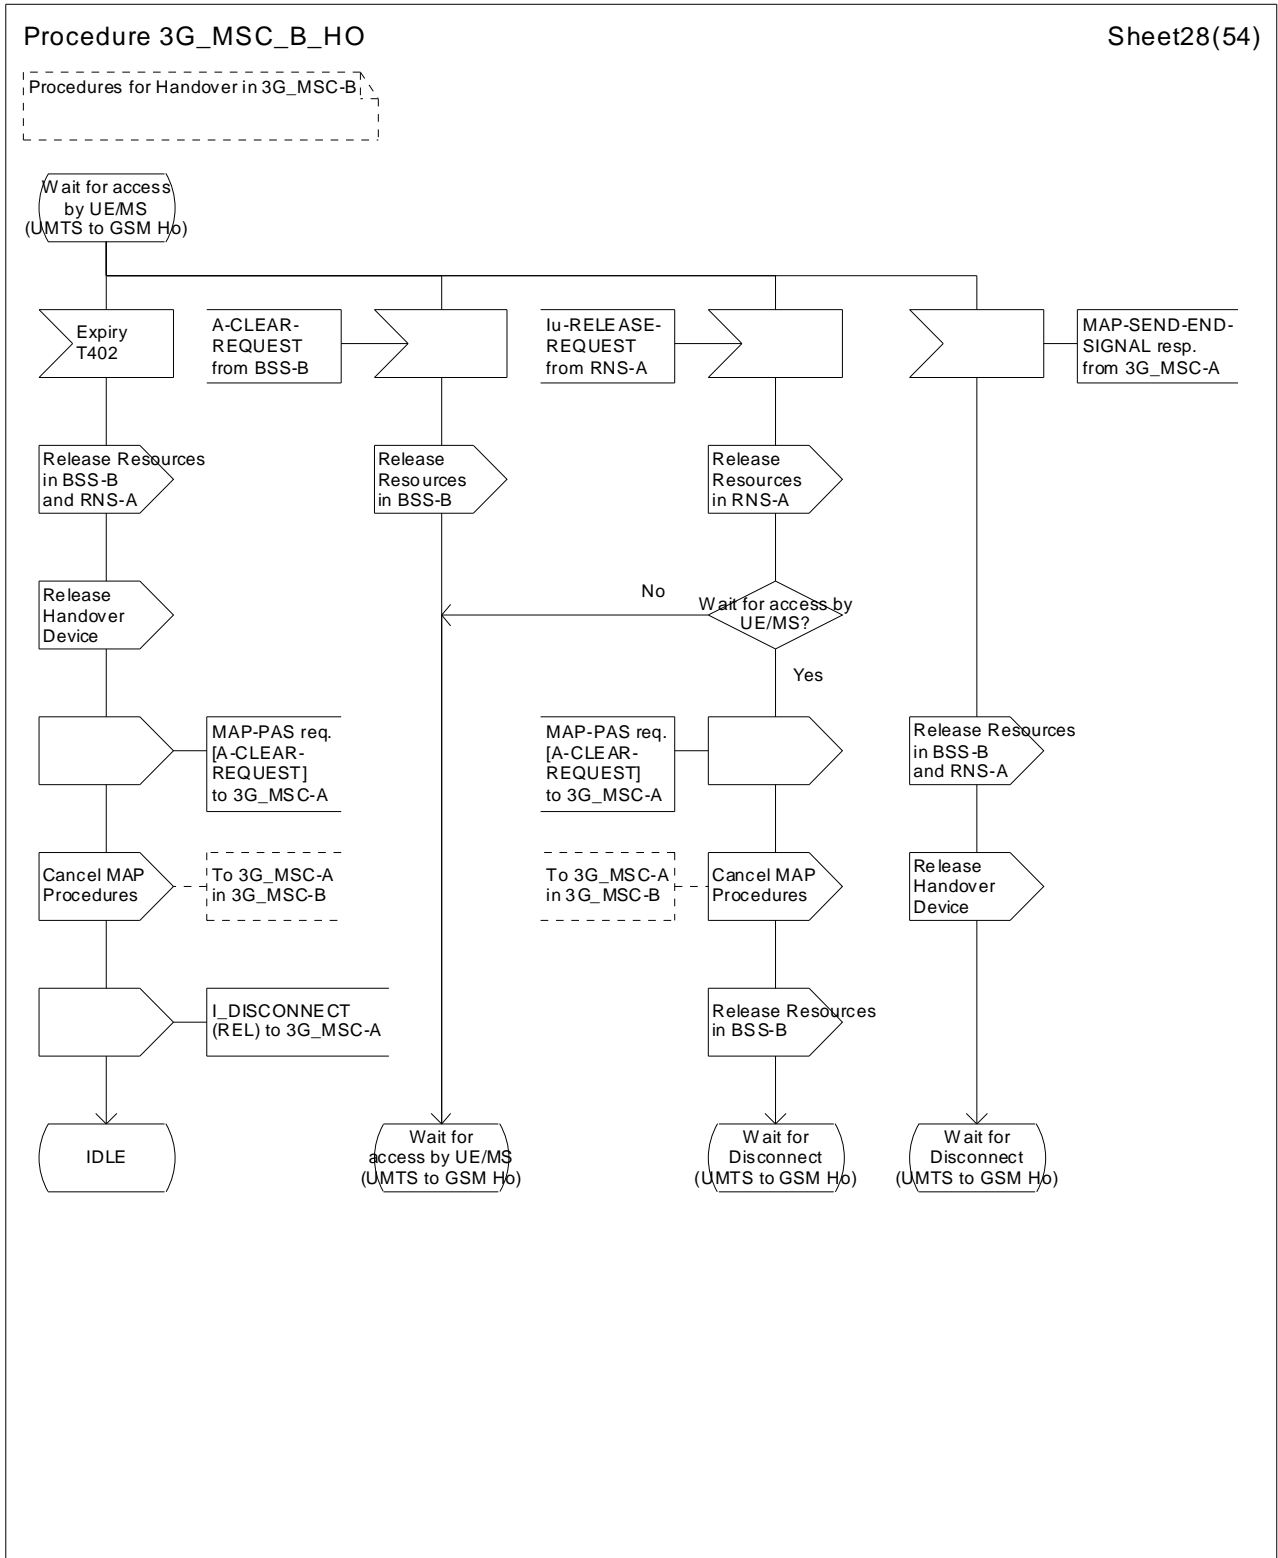 Procedure 3G_MSC_B_HO
Sheet28(54)
Procedures for Handover in 3G_MSC-B
Wait for access
by UE/MS
(UMTS to GSM Ho)
Expiry
T402
A-CLEAR-
REQUEST
from BSS-B
Iu-RELEASE-
REQUEST
from RNS-A
MAP-SEND-END-
SIGNAL resp.
from 3G_MSC-A
Release Resources
in BSS-B
and RNS-A
Release
Resources
in BSS-B
Release
Resources
in RNS-A
Release
Handover
Device
No
Wait for access by
UE/MS?
Yes
MAP-PAS req.
[A-CLEAR-
REQUEST]
to 3G_MSC-A
MAP-PAS req.
[A-CLEAR-
REQUEST]
to 3G_MSC-A
Release Resources
in BSS-B
and RNS-A
Cancel MAP
Procedures
To 3G_MSC-A
in 3G_MSC-B
To 3G_MSC-A
in 3G_MSC-B
Cancel MAP
Procedures
Release
Handover
Device
I_DISCONNECT
(REL) to 3G_MSC-A
Release Resources
in BSS-B
IDLE
Wait for
access by UE/MS
(UMTS to GSM Ho)
Wait for
Disconnect
(UMTS to GSM Ho)
Wait for
Disconnect
(UMTS to GSM Ho)